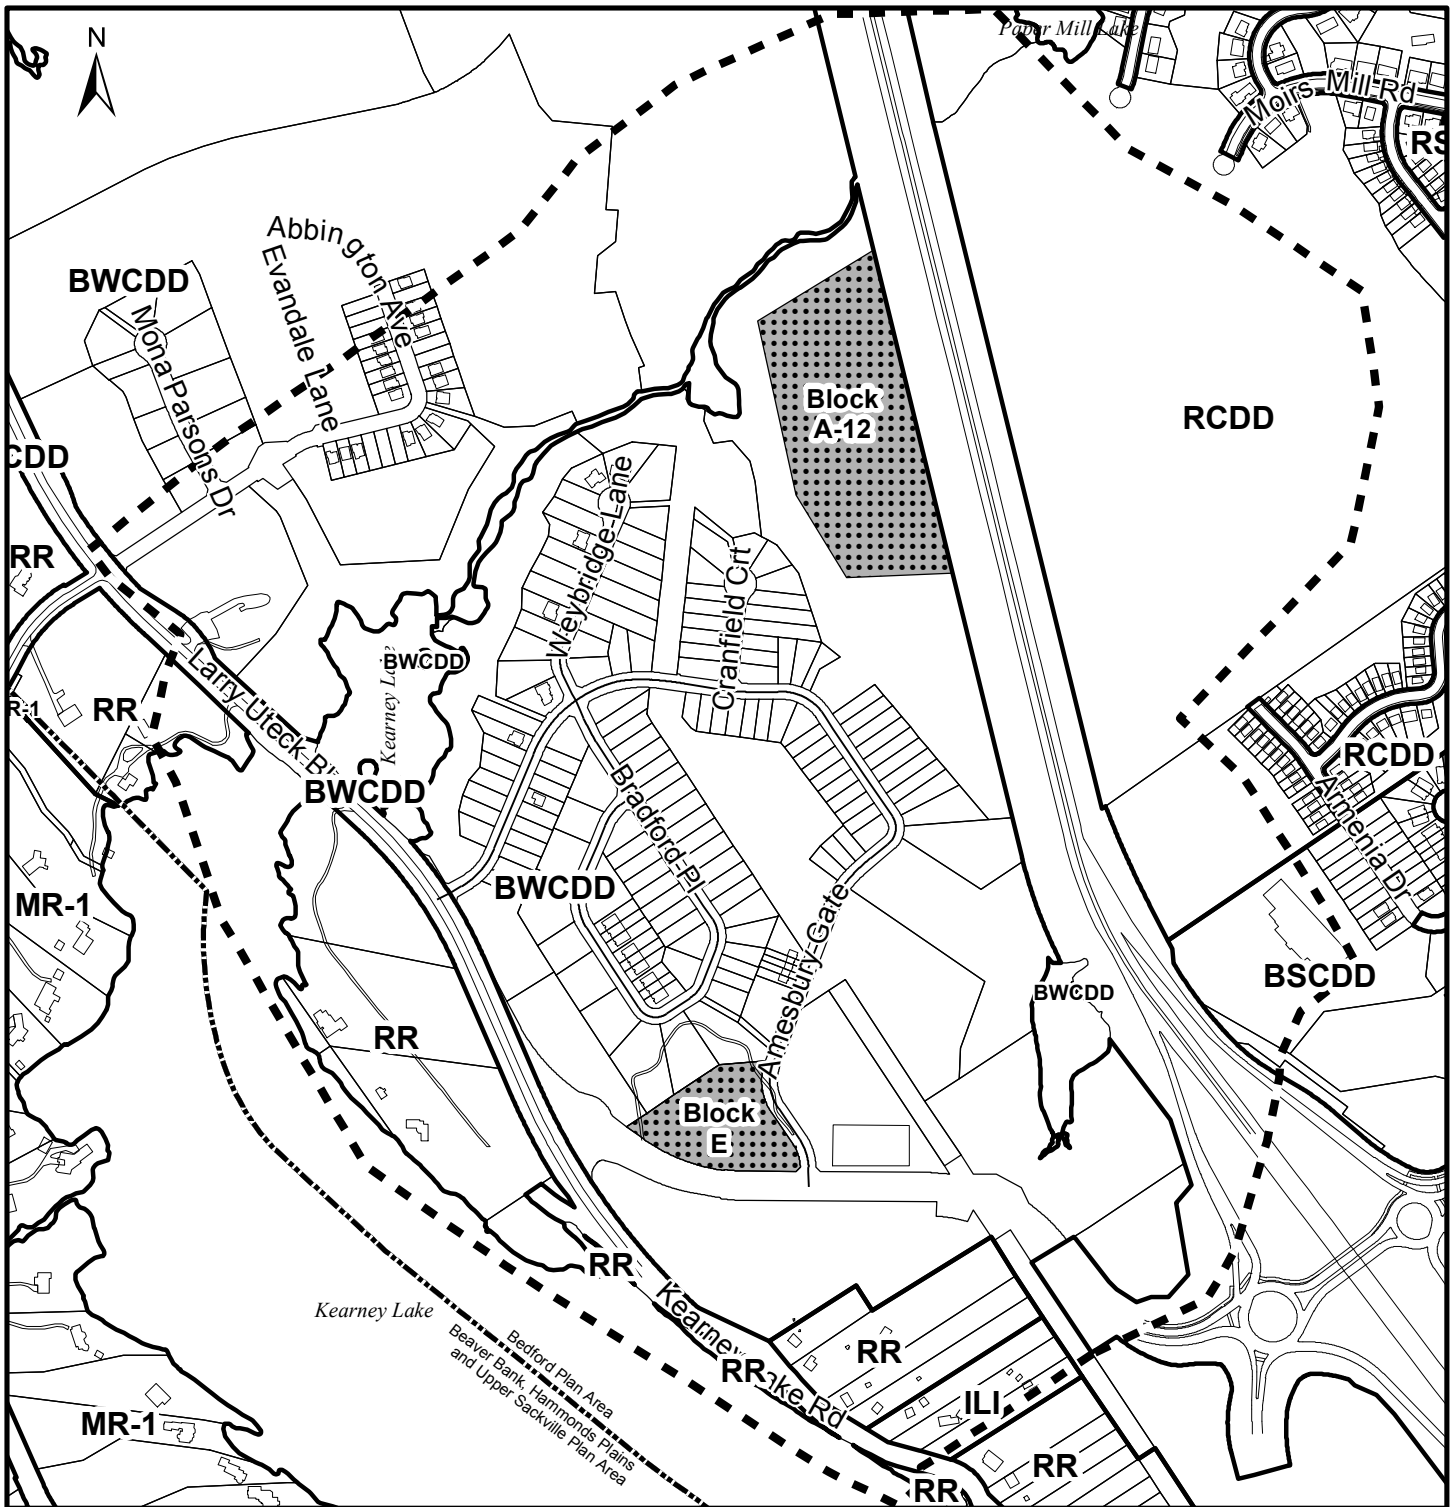 N
Paper Mill Lake
Moirs Mill Rd
RS
Abbington Ave
BWCDD
Evandale Lane
Mona Parsons Dr
Block
A-12
RCDD
CDD
Weybridge Lane
RR
Cranfield Crt
BWCDD
Kearney Lake
Larry Uteck Bl
RR
R-1
RCDD
BWCDD
Bradford Pl
Armenia Dr
BWCDD
MR-1
Amesbury Gate
BSCDD
BWCDD
RR
Block
E
RR
Kearney Lake
Kearney Lake Rd
Bedford Plan Area
Beaver Bank, Hammonds Plains
and Upper Sackville Plan Area
RR
RR
ILI
MR-1
RR
RR